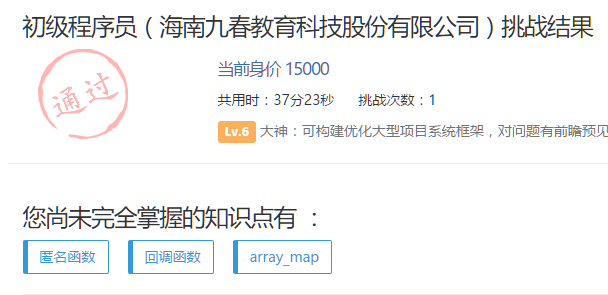 初级程序员（海南九春教育科技股份有限公司）挑战结果
通过
当前身价 15000
共用时：37分23秒 挑战次数：1
Lv.6 大神：可构建优化大型项目系统框架，对问题有前瞻预见
您尚未完全掌握的知识点有 ：
匿名函数 回调函数 array_map